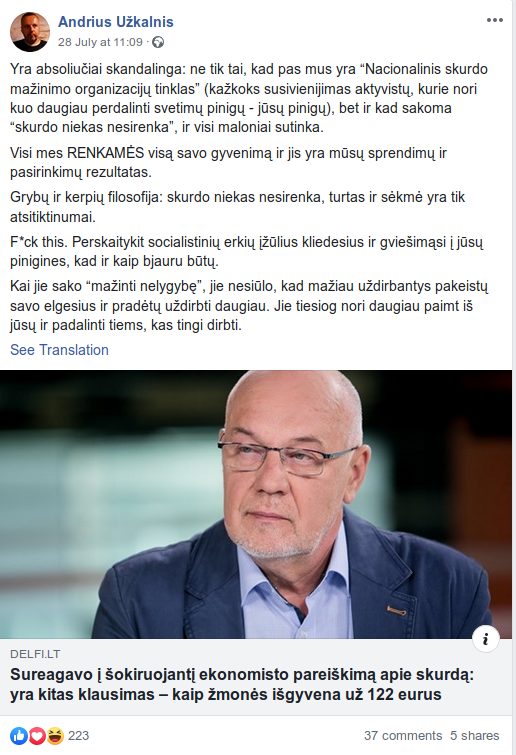 Andrius Užkalnis
28 July at 11:09 ·
Yra absoliučiai skandalinga: ne tik tai, kad pas mus yra “Nacionalinis skurdo
mažinimo organizacijų tinklas” (kažkoks susivienijimas aktyvistų, kurie nori
kuo daugiau perdalinti svetimų pinigų - jūsų pinigų), bet ir kad sakoma
“skurdo niekas nesirenka”, ir visi maloniai sutinka.
Visi mes RENKAMĖS visą savo gyvenimą ir jis yra mūsų sprendimų ir
pasirinkimų rezultatas.
Grybų ir kerpių filosofija: skurdo niekas nesirenka, turtas ir sėkmė yra tik
atsitiktinumai.
F*ck this. Perskaitykit socialistinių erkių įžūlius kliedesius ir gviešimąsi į jūsų
pinigines, kad ir kaip bjauru būtų.
Kai jie sako “mažinti nelygybę”, jie nesiūlo, kad mažiau uždirbantys pakeistų
savo elgesius ir pradėtų uždirbti daugiau. Jie tiesiog nori daugiau paimt iš
jūsų ir padalinti tiems, kas tingi dirbti.
See Translation
DELFI.LT
Sureagavo į šokiruojantį ekonomisto pareiškimą apie skurdą:
yra kitas klausimas – kaip žmonės išgyvena už 122 eurus
223
37 comments 5 shares